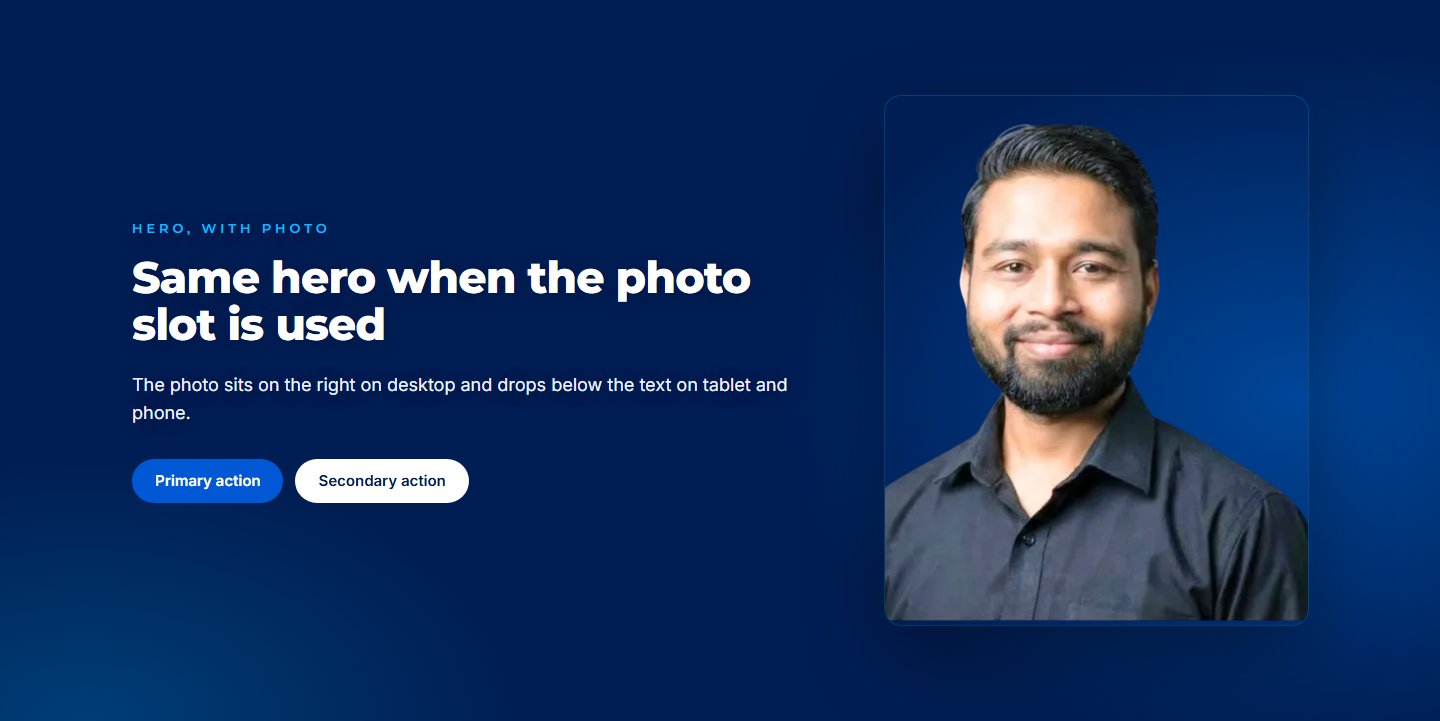 HERO, WITH PHOTO
Same hero when the photo
slot is used
The photo sits on the right on desktop and drops below the text on tablet and
phone.
Primary action
Secondary action